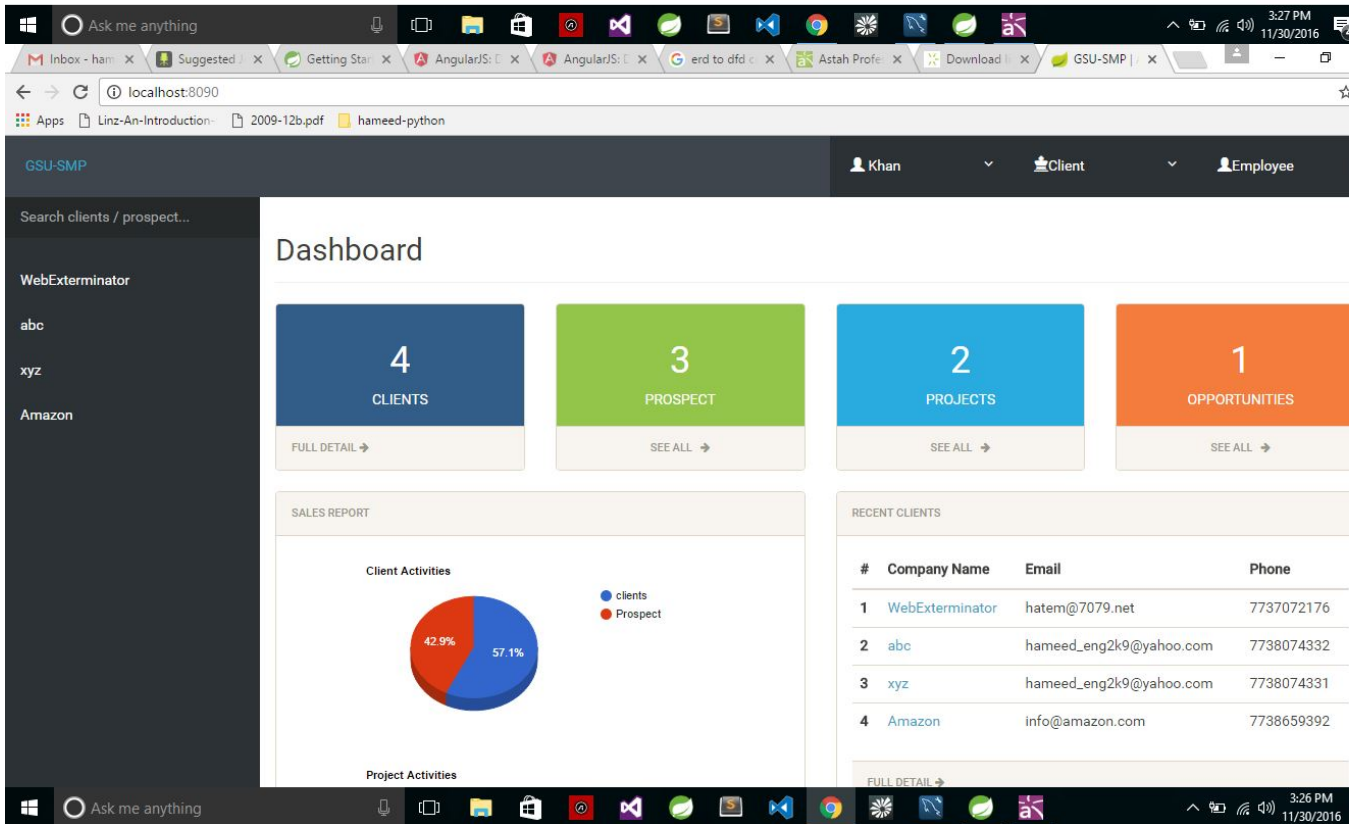 Ask me anything
3:27 PM
11/30/2016
Inbox - ham
Suggested J
Getting Star
AngularJS: D
AngularJS: D
erd to dfd c
Astah Profe
Download
GSU-SMP |
localhost:8090
Apps
Linz-An-Introduction-
2009-12b.pdf
hameed-python
GSU-SMP
Khan
Client
Employee
Search clients / prospect...
WebExterminator
abc
xyz
Amazon
Dashboard
4
CLIENTS
FULL DETAIL
3
PROSPECT
SEE ALL
2
PROJECTS
SEE ALL
1
OPPORTUNITIES
SEE ALL
SALES REPORT
Client Activities
clients
Prospect
42.9%
57.1%
Project Activities
RECENT CLIENTS
# Company Name Email Phone
1 WebExterminator hatem@7079.net 7737072176
2 abc hameed_eng2k9@yahoo.com 7738074332
3 xyz hameed_eng2k9@yahoo.com 7738074331
4 Amazon info@amazon.com 7738659392
FULL DETAIL
Ask me anything
3:26 PM
11/30/2016